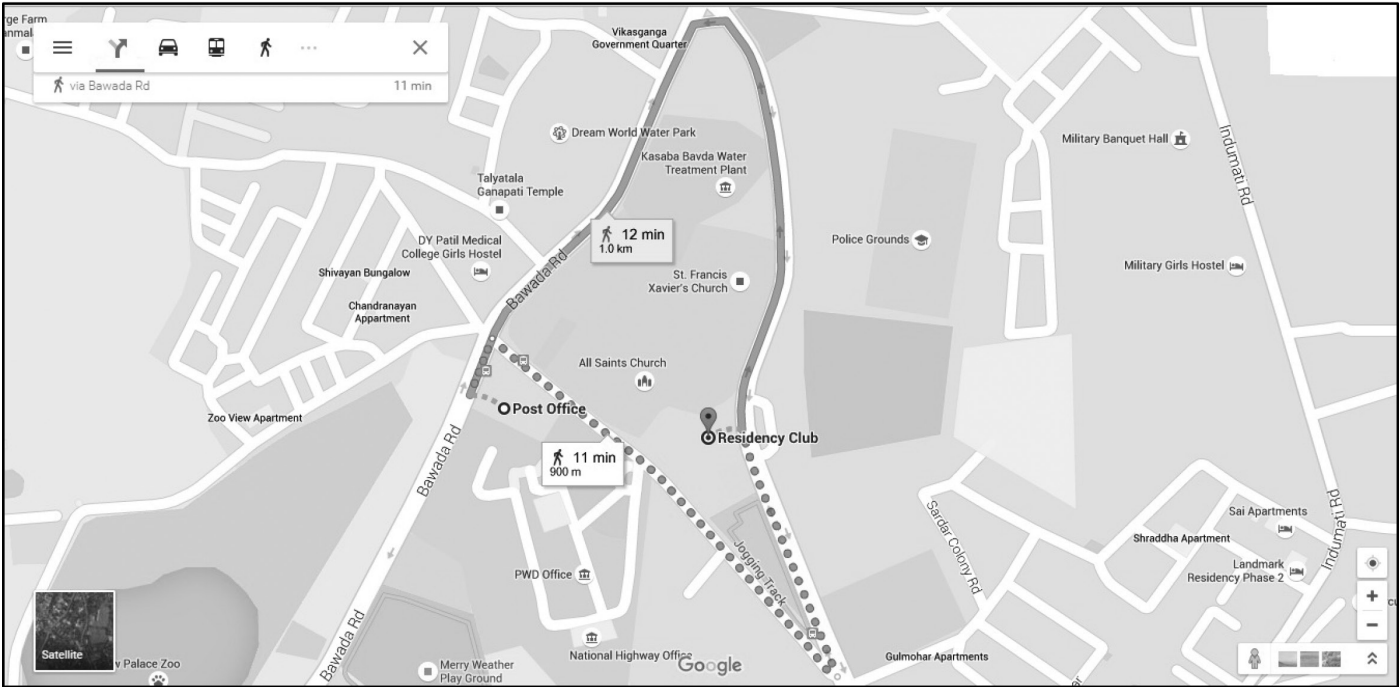 rge Farm
via Bawada Rd
11 min
Vikasganga
Government Quarter
Dream World Water Park
Kasaba Bavda Water
Treatment Plant
Talyatala
Ganapati Temple
12 min
1.0 km
DY Patil Medical
College Girls Hostel
Bawada Rd
Shivayan Bungalow
Chandranayan
Appartment
St. Francis
Xavier's Church
Police Grounds
Military Banquet Hall
Indumati Rd
Military Girls Hostel
All Saints Church
Post Office
Residency Club
Zoo View Apartment
Bawada Rd
11 min
900 m
PWD Office
Jogging Track
National Highway Office
Sardar Colony Rd
Sai Apartments
Shraddha Apartment
Landmark
Residency Phase 2
Indumati Rd
Gulmohar Apartments
Bawada Rd
Satellite
w Palace Zoo
Merry Weather
Play Ground
Google